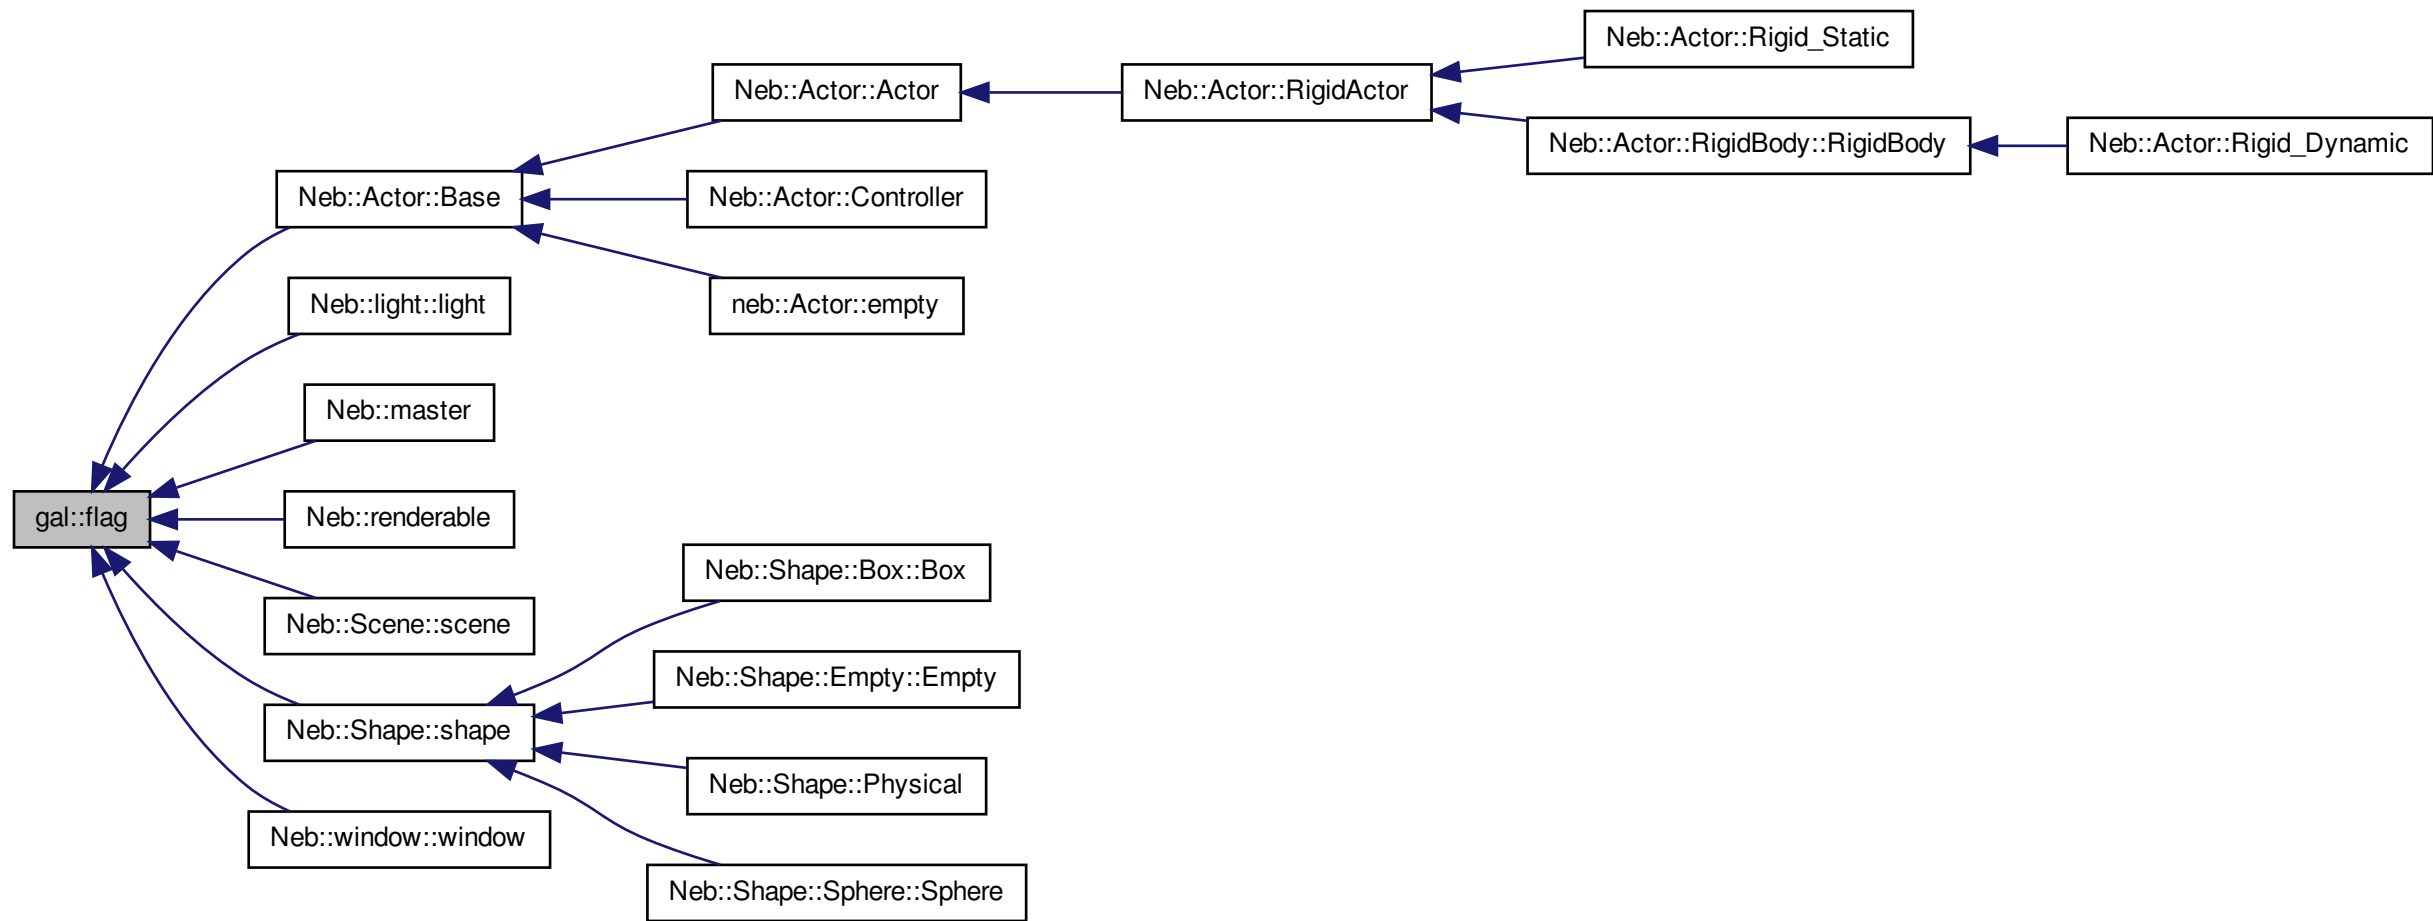 Neb::Actor::Rigid_Static
Neb::Actor::Actor
Neb::Actor::RigidActor
Neb::Actor::RigidBody::RigidBody
Neb::Actor::Rigid_Dynamic
Neb::Actor::Base
Neb::Actor::Controller
Neb::light::light
neb::Actor::empty
Neb::master
gal::flag
Neb::renderable
Neb::Shape::Box::Box
Neb::Scene::scene
Neb::Shape::Empty::Empty
Neb::Shape::shape
Neb::Shape::Physical
Neb::window::window
Neb::Shape::Sphere::Sphere